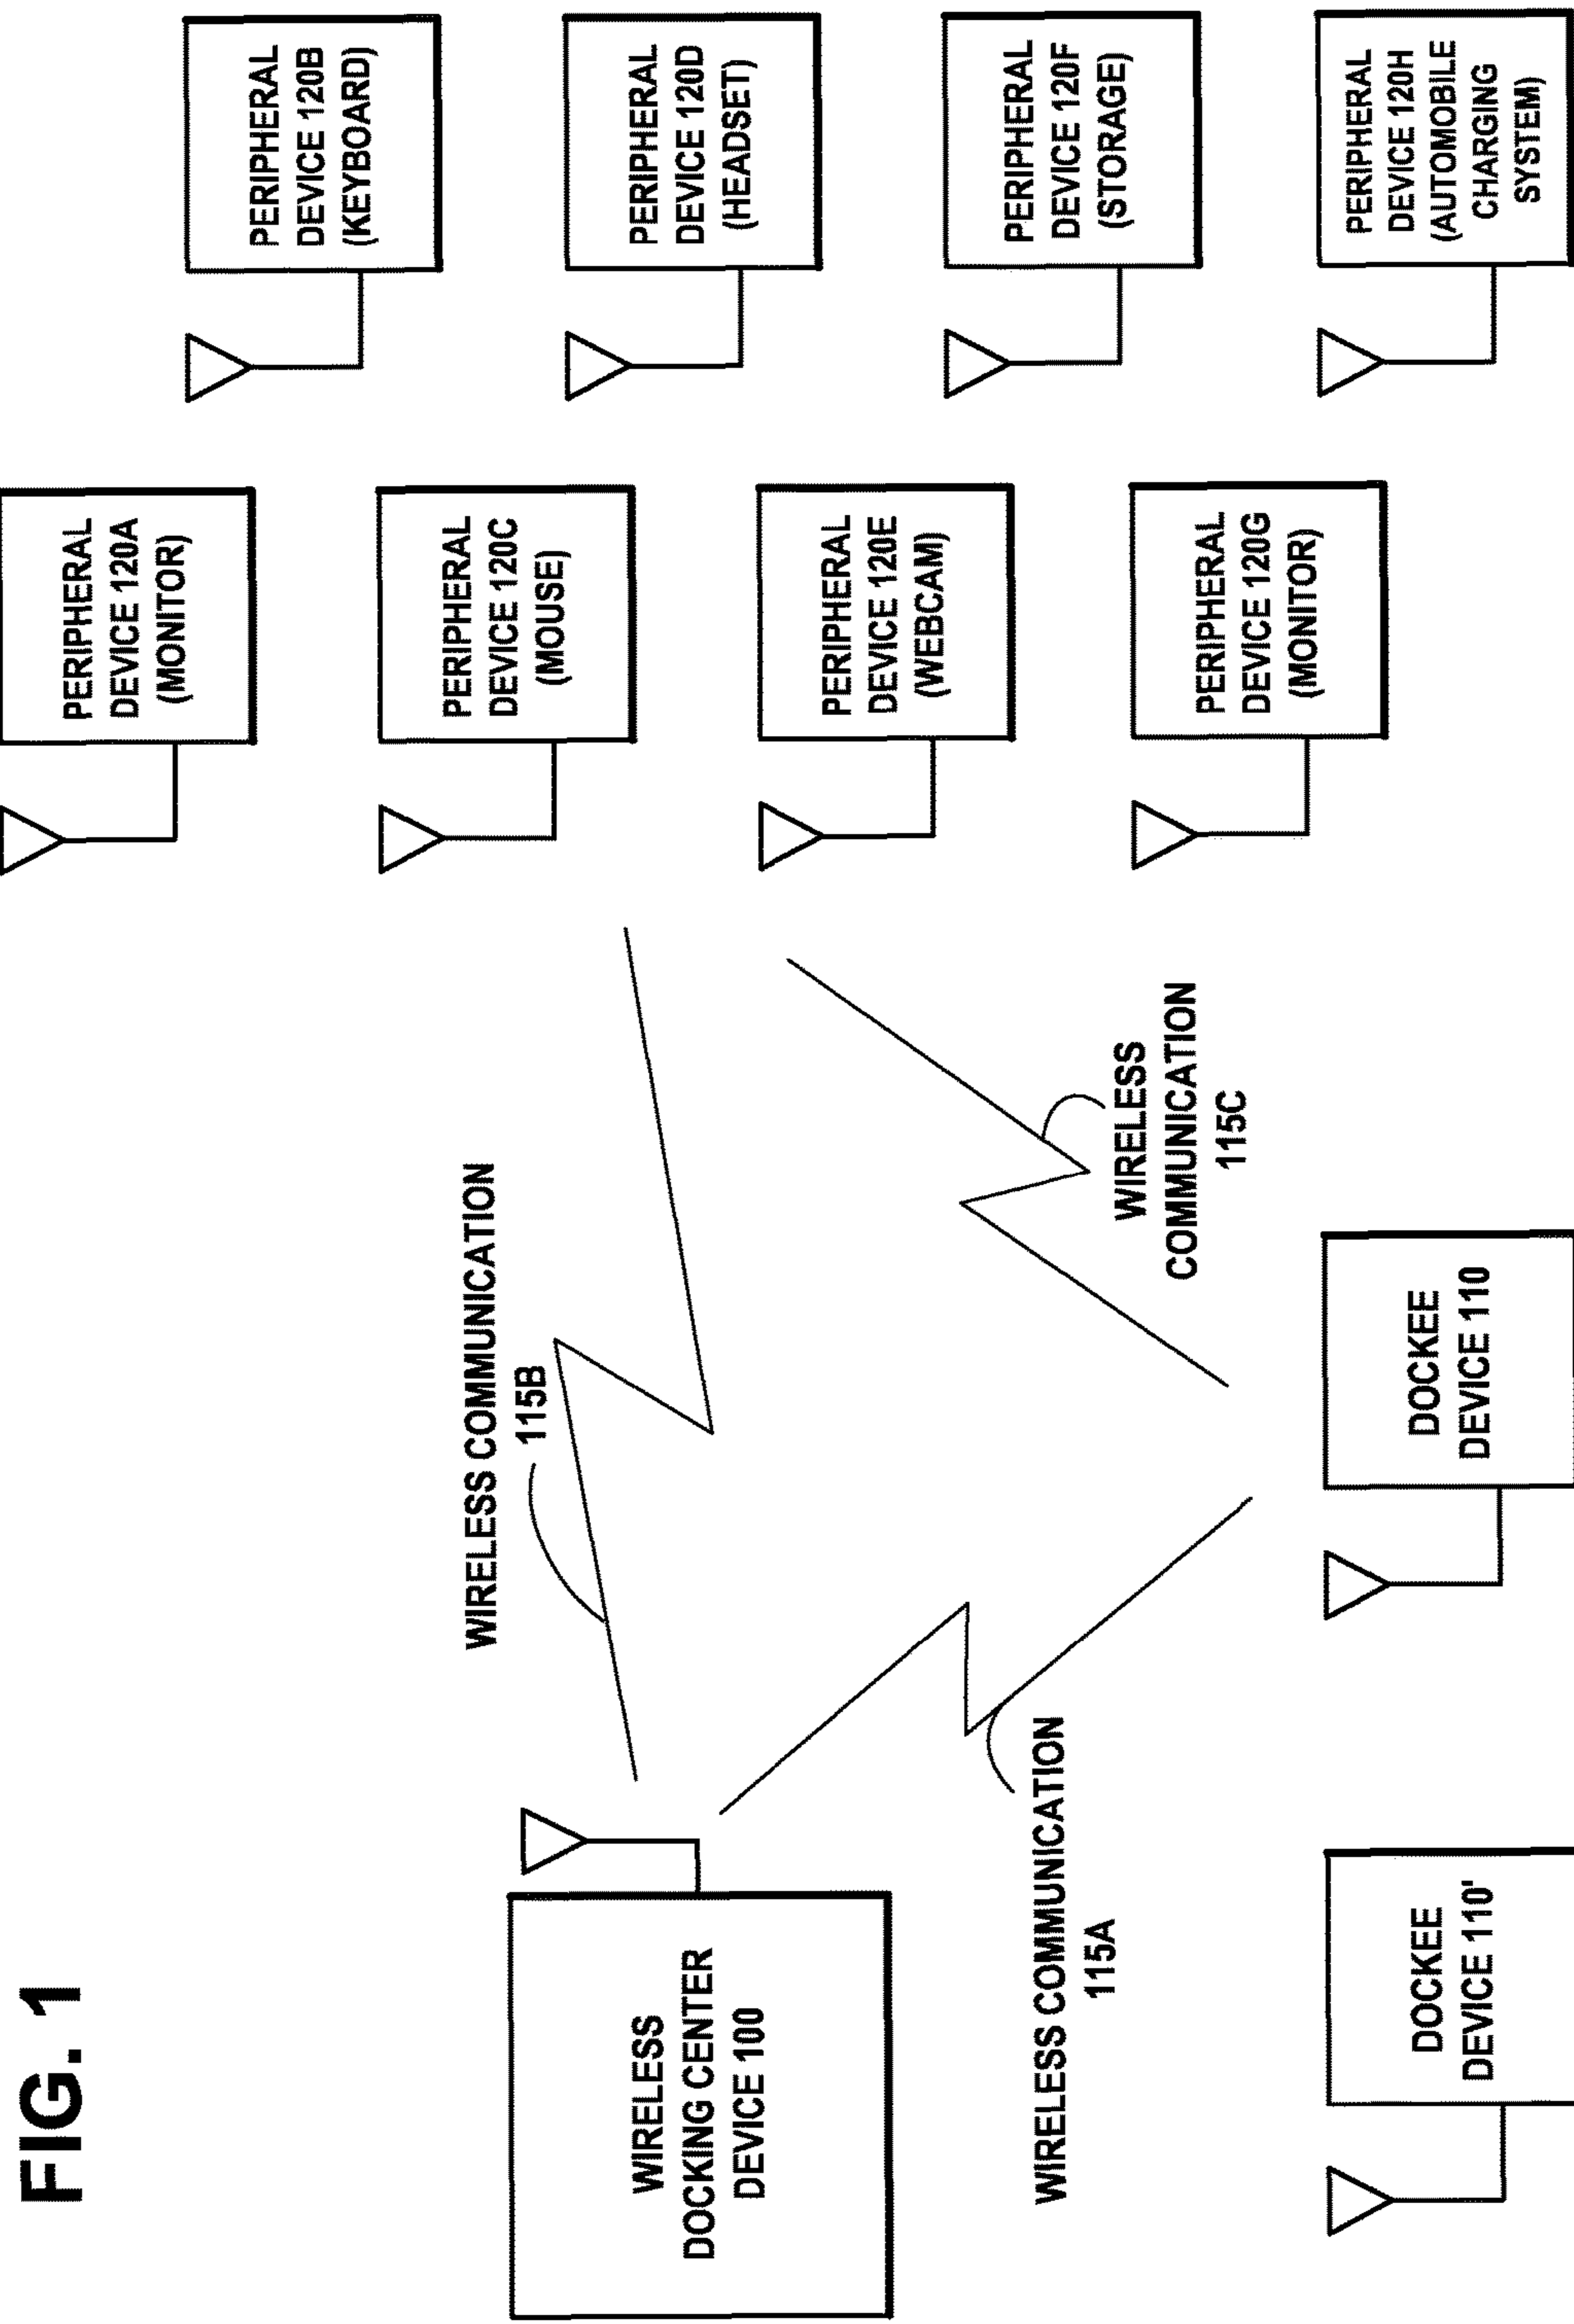 FIG. 1
WIRELESS
DOCKING CENTER
DEVICE 100
WIRELESS COMMUNICATION
115B
WIRELESS COMMUNICATION
115A
WIRELESS
COMMUNICATION
115C
DOCKEE
DEVICE 110'
DOCKEE
DEVICE 110
PERIPHERAL
DEVICE 120A
(MONITOR)
PERIPHERAL
DEVICE 120B
(KEYBOARD)
PERIPHERAL
DEVICE 120C
(MOUSE)
PERIPHERAL
DEVICE 120D
(HEADSET)
PERIPHERAL
DEVICE 120E
(WEBCAM)
PERIPHERAL
DEVICE 120F
(STORAGE)
PERIPHERAL
DEVICE 120G
(MONITOR)
PERIPHERAL
DEVICE 120H
(AUTOMOBILE
CHARGING
SYSTEM)